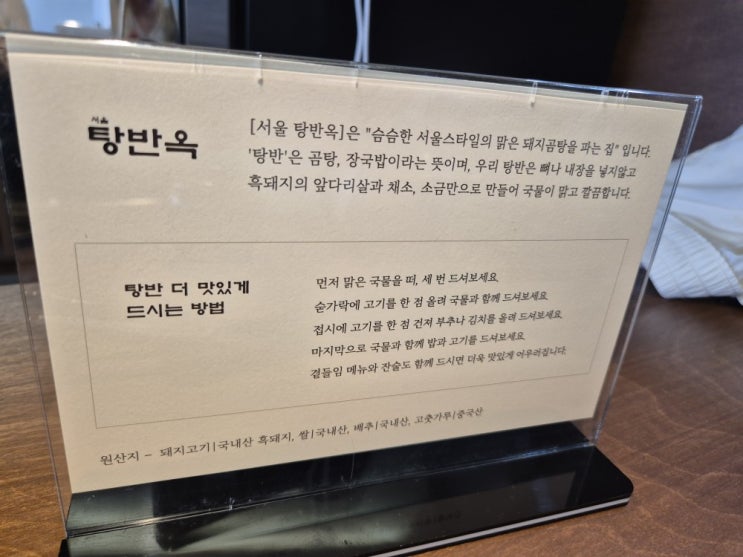 서울
탕반옥
[서울 탕반옥]은 "슴슴한 서울스타일의 맑은 돼지곰탕을 파는 집" 입니다.
'탕반'은 곰탕, 장국밥이라는 뜻이며, 우리 탕반은 뼈나 내장을 넣지않고
흑돼지의 앞다리살과 채소, 소금만으로 만들어 국물이 맑고 깔끔합니다.
탕반 더 맛있게
드시는 방법
먼저 맑은 국물을 떠, 세 번 드셔보세요.
숟가락에 고기를 한 점 올려 국물과 함께 드셔보세요.
접시에 고기를 한 점 건져 부추나 김치를 올려 드셔보세요.
마지막으로 국물과 함께 밥과 고기를 드셔보세요.
곁들임 메뉴와 잔술도 함께 드시면 더욱 맛있게 어우러집니다.
원산지 - 돼지고기|국내산 흑돼지, 쌀|국내산, 배추|국내산, 고춧가루|중국산